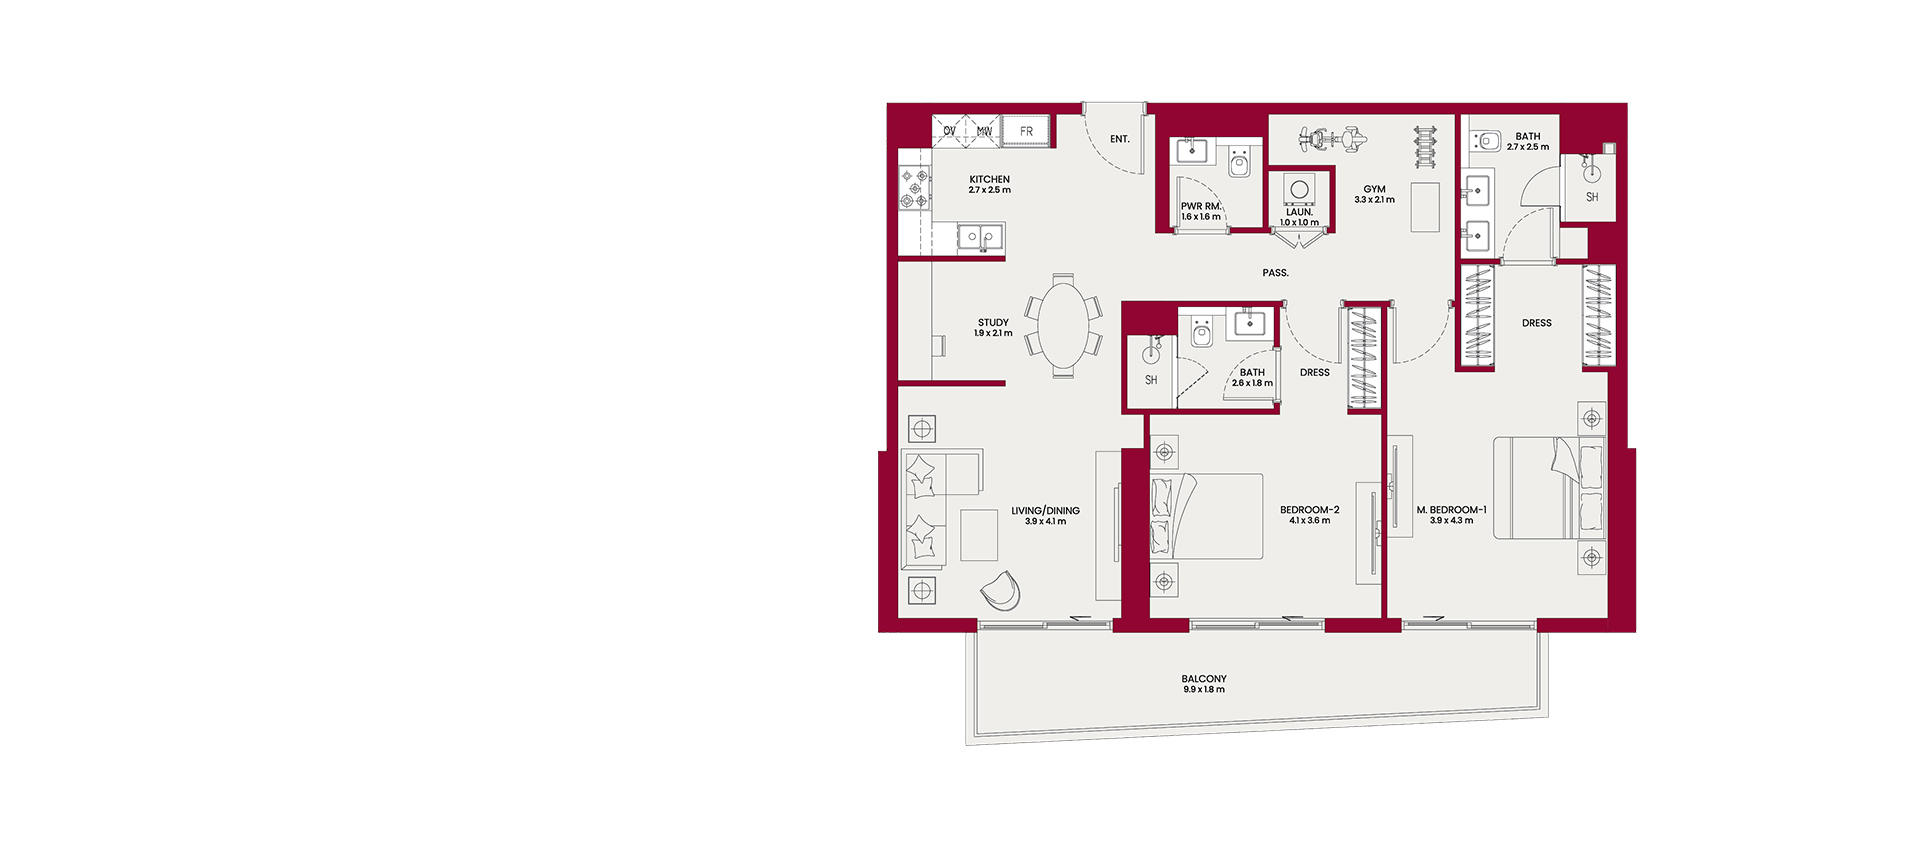 OV
MW
FR
ENT.
KITCHEN
2.7 x 2.5 m
PWR RM.
1.6 x 1.6 m
LAUN.
1.0 x 1.0 m
GYM
3.3 x 2.1 m
BATH
2.7 x 2.5 m
SH
PASS.
STUDY
1.9 x 2.1 m
SH
BATH
2.6 x 1.8 m
DRESS
DRESS
LIVING/DINING
3.9 x 4.1 m
BEDROOM-2
4.1 x 3.6 m
M. BEDROOM-1
3.9 x 4.3 m
BALCONY
9.9 x 1.8 m